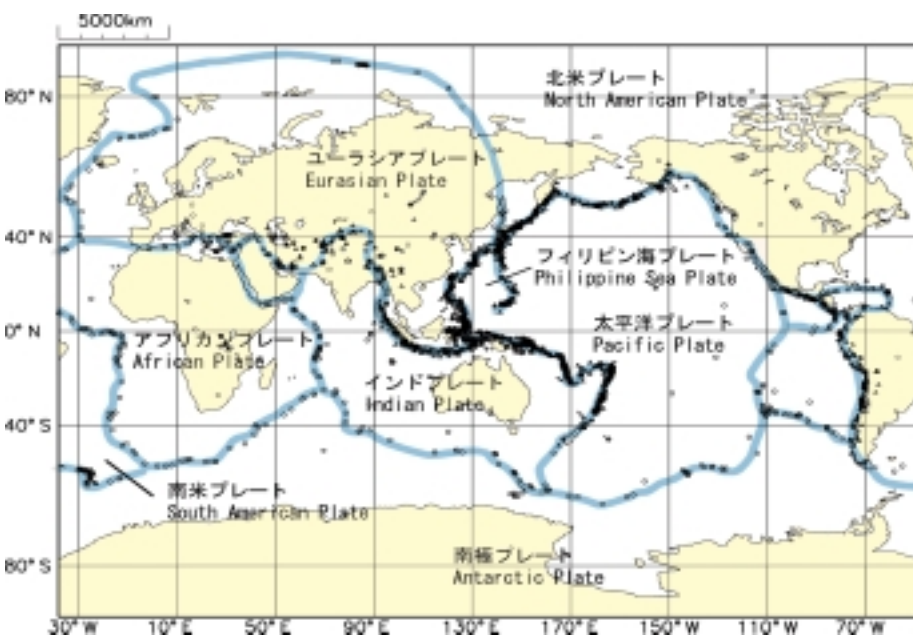 5000km
北米プレート
North American Plate
ユーラシアプレート
Eurasian Plate
フィリピン海プレート
Philippine Sea Plate
太平洋プレート
Pacific Plate
アフリカンプレート
African Plate
インドプレート
Indian Plate
南米プレート
South American Plate
南極プレート
Antarctic Plate
80° N
40° N
0° N
40° S
80° S
30° W 10° E 50° E 90° E 130° E 170° E 150° W 110° W 70° W